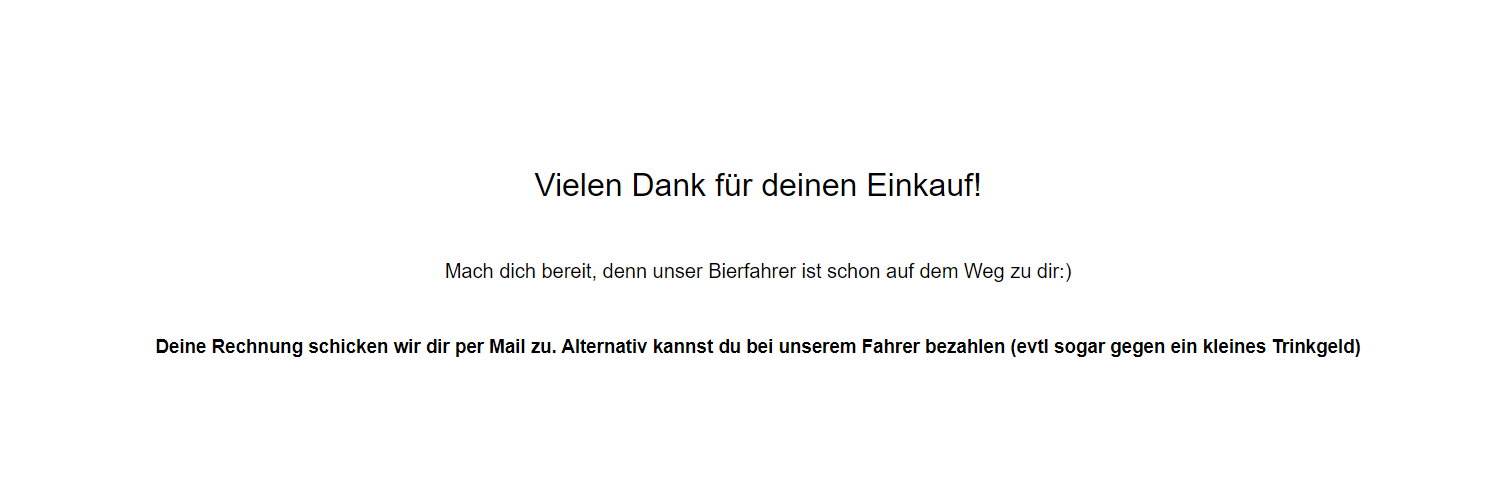 Vielen Dank für deinen Einkauf!
Mach dich bereit, denn unser Bierfahrer ist schon auf dem Weg zu dir:)
Deine Rechnung schicken wir dir per Mail zu. Alternativ kannst du bei unserem Fahrer bezahlen (evtl sogar gegen ein kleines Trinkgeld)